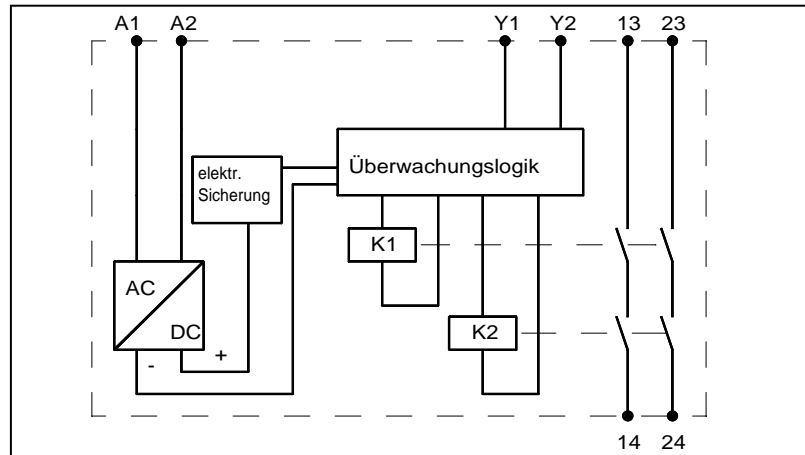 A1 A2 Y1 Y2 13 23
elektr.
Sicherung
Überwachungslogik
K1
AC
DC
K2
- +
14 24